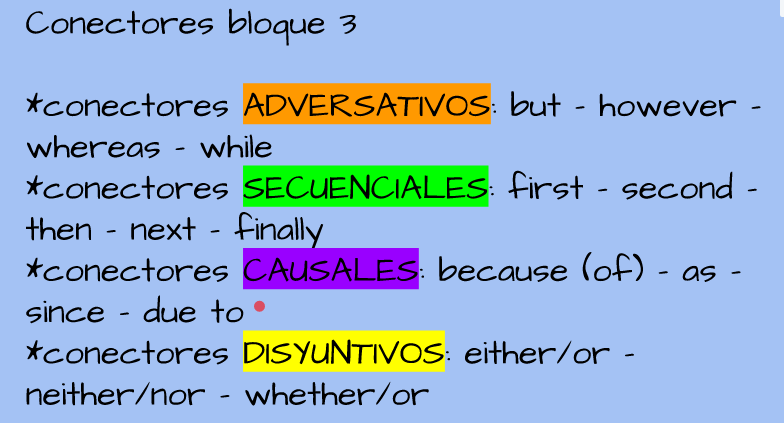 Conectores bloque 3
*conectores ADVERSATIVOS: but - however -
whereas - while
*conectores SECUENCIALES: first - second -
then - next - finally
*conectores CAUSALES: because (of) - as -
since - due to
*conectores DISYUNTIVOS: either/or -
neither/nor - whether/or